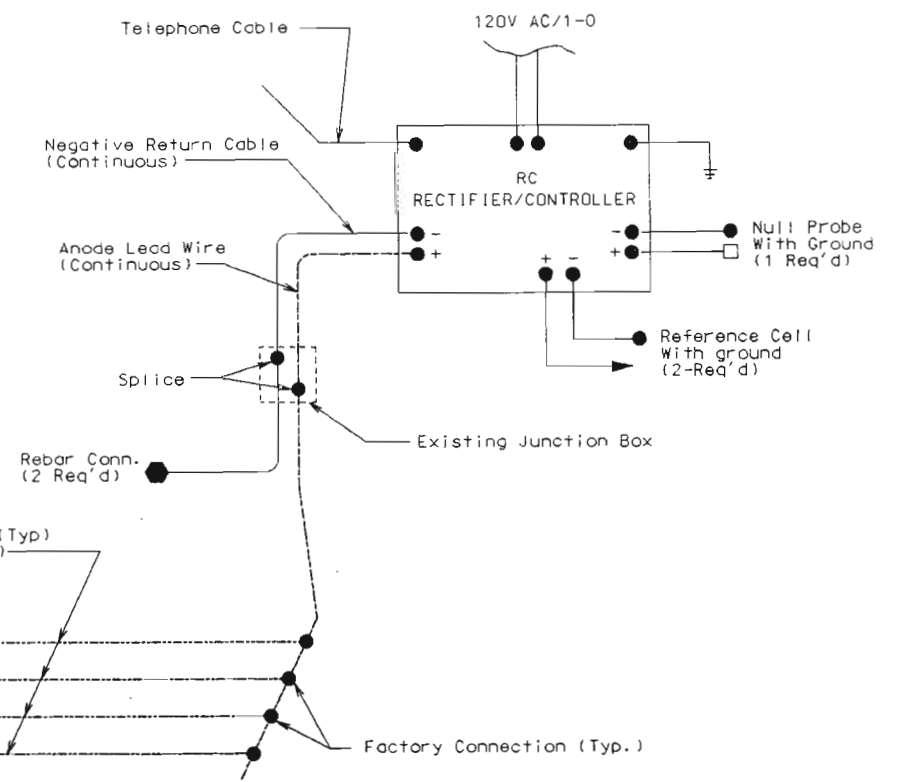 120V AC/1-O
Telephone Cable
Negative Return Cable
(Continuous)
RC
RECTIFIER/CONTROLLER
-
+
-
+
+ -
Null Probe
With Ground
(1 Req'd)
Anode Lead Wire
(Continuous)
Reference Cell
With ground
(2-Req'd)
Splice
Existing Junction Box
Rebar Conn.
(2 Req'd)
(Typ)
)
Factory Connection (Typ.)